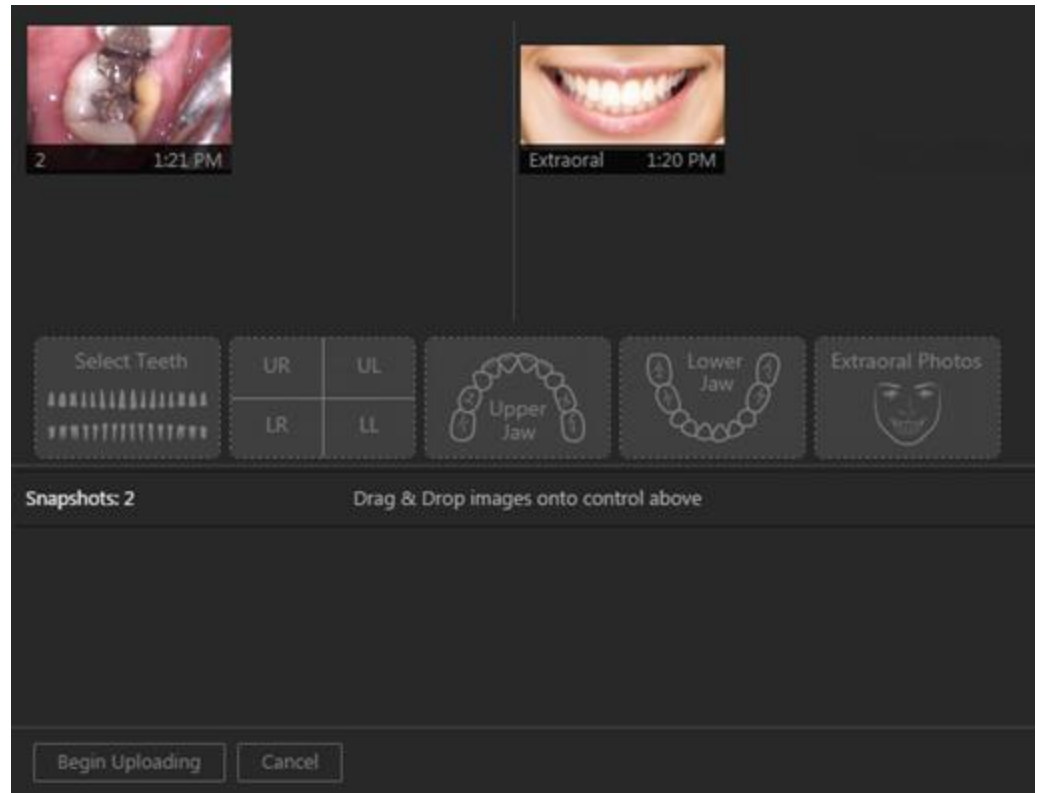 2 1:21 PM
Extraoral 1:20 PM
Select Teeth
UR UL
LR LL
Upper
Jaw
Lower
Jaw
Extraoral Photos
Snapshots: 2 Drag & Drop images onto control above
Begin Uploading Cancel